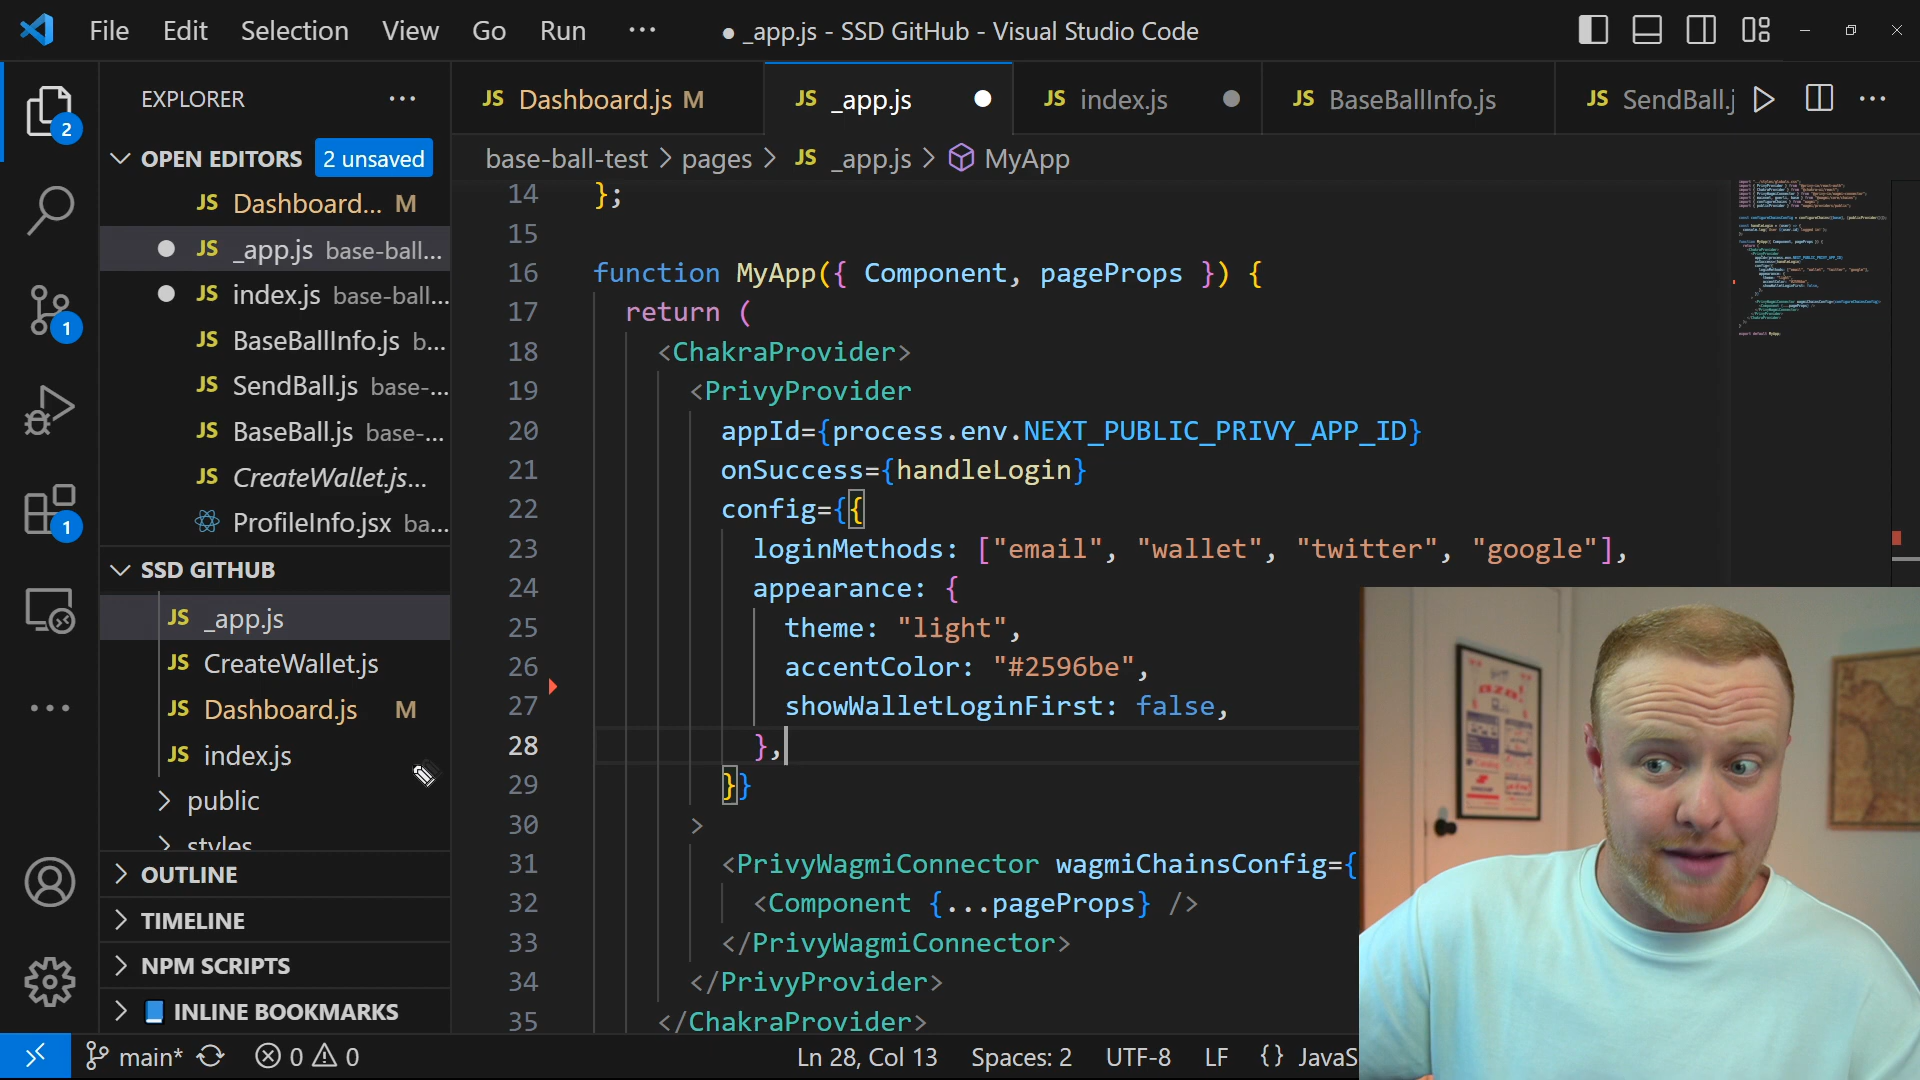 File Edit Selection View Go Run ··· ● _app.js - SSD GitHub - Visual Studio Code
EXPLORER ···
JS Dashboard.js M JS _app.js JS index.js JS BaseBallInfo.js JS SendBall.j
2
OPEN EDITORS 2 unsaved
base-ball-test > pages > JS _app.js > MyApp
JS Dashboard... M
JS _app.js base-ball...
JS index.js base-ball...
JS BaseBallInfo.js b...
JS SendBall.js base-...
JS BaseBall.js base-...
JS CreateWallet.js...
ProfileInfo.jsx ba...
1
1
SSD GITHUB
JS _app.js
JS CreateWallet.js
JS Dashboard.js M
JS index.js
> public
> styles
> OUTLINE
> TIMELINE
> NPM SCRIPTS
> INLINE BOOKMARKS
14 };
15
16 function MyApp({ Component, pageProps }) {
17 return (
18 <ChakraProvider>
19 <PrivyProvider
20 appId={process.env.NEXT_PUBLIC_PRIVY_APP_ID}
21 onSuccess={handleLogin}
22 config={{
23 loginMethods: ["email", "wallet", "twitter", "google"],
24 appearance: {
25 theme: "light",
26 accentColor: "#2596be",
27 showWalletLoginFirst: false,
28 },
29 }}
30 >
31 <PrivyWagmiConnector wagmiChainsConfig={
32 <Component {...pageProps} />
33 </PrivyWagmiConnector>
34 </PrivyProvider>
35 </ChakraProvider>
main* 0 0 Ln 28, Col 13 Spaces: 2 UTF-8 LF {} JavaS